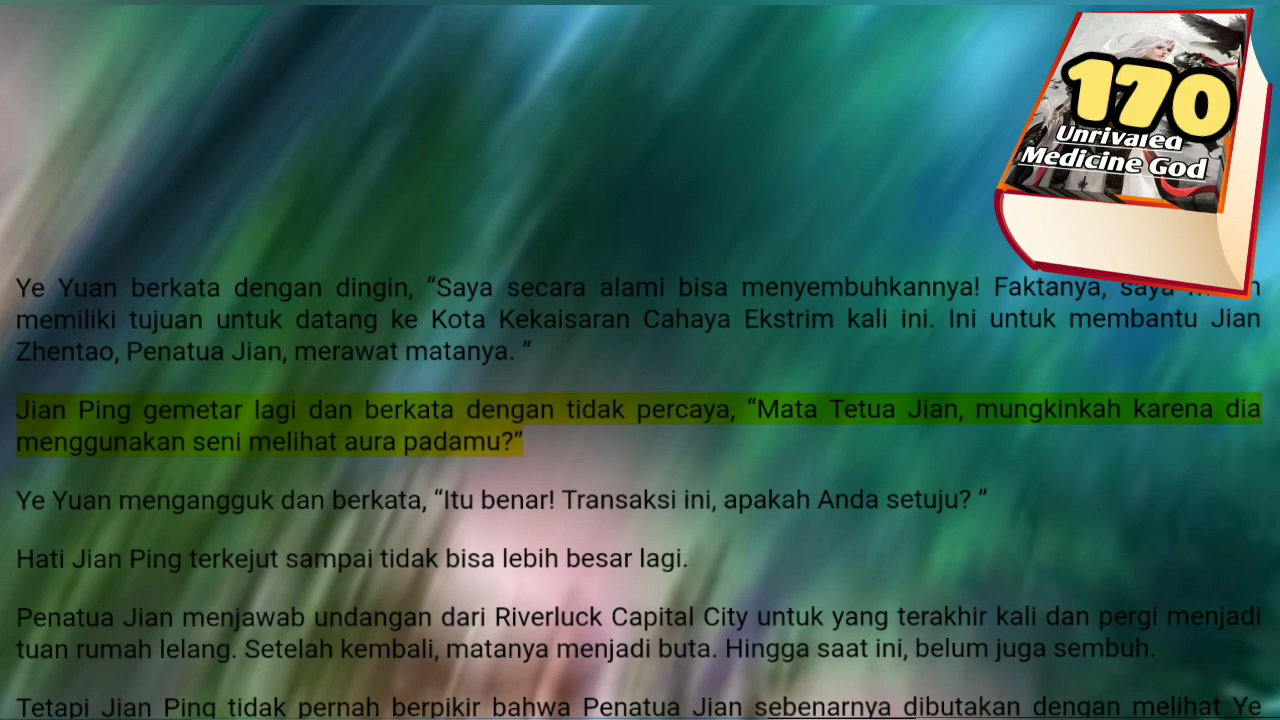 170
Unrivaled
Medicine God
Ye Yuan berkata dengan dingin, “Saya secara alami bisa menyembuhkannya! Faktanya, saya
memiliki tujuan untuk datang ke Kota Kekaisaran Cahaya Ekstrim kali ini. Ini untuk membantu Jian
Zhentao, Penatua Jian, merawat matanya. ”
Jian Ping gemetar lagi dan berkata dengan tidak percaya, “Mata Tetua Jian, mungkinkah karena dia
menggunakan seni melihat aura padamu?”
Ye Yuan mengangguk dan berkata, “Itu benar! Transaksi ini, apakah Anda setuju? ”
Hati Jian Ping terkejut sampai tidak bisa lebih besar lagi.
Penatua Jian menjawab undangan dari Riverluck Capital City untuk yang terakhir kali dan pergi menjadi
tuan rumah lelang. Setelah kembali, matanya menjadi buta. Hingga saat ini, belum juga sembuh.
Tetapi Jian Ping tidak pernah berpikir bahwa Penatua Jian sebenarnya dibutakan dengan melihat Ye